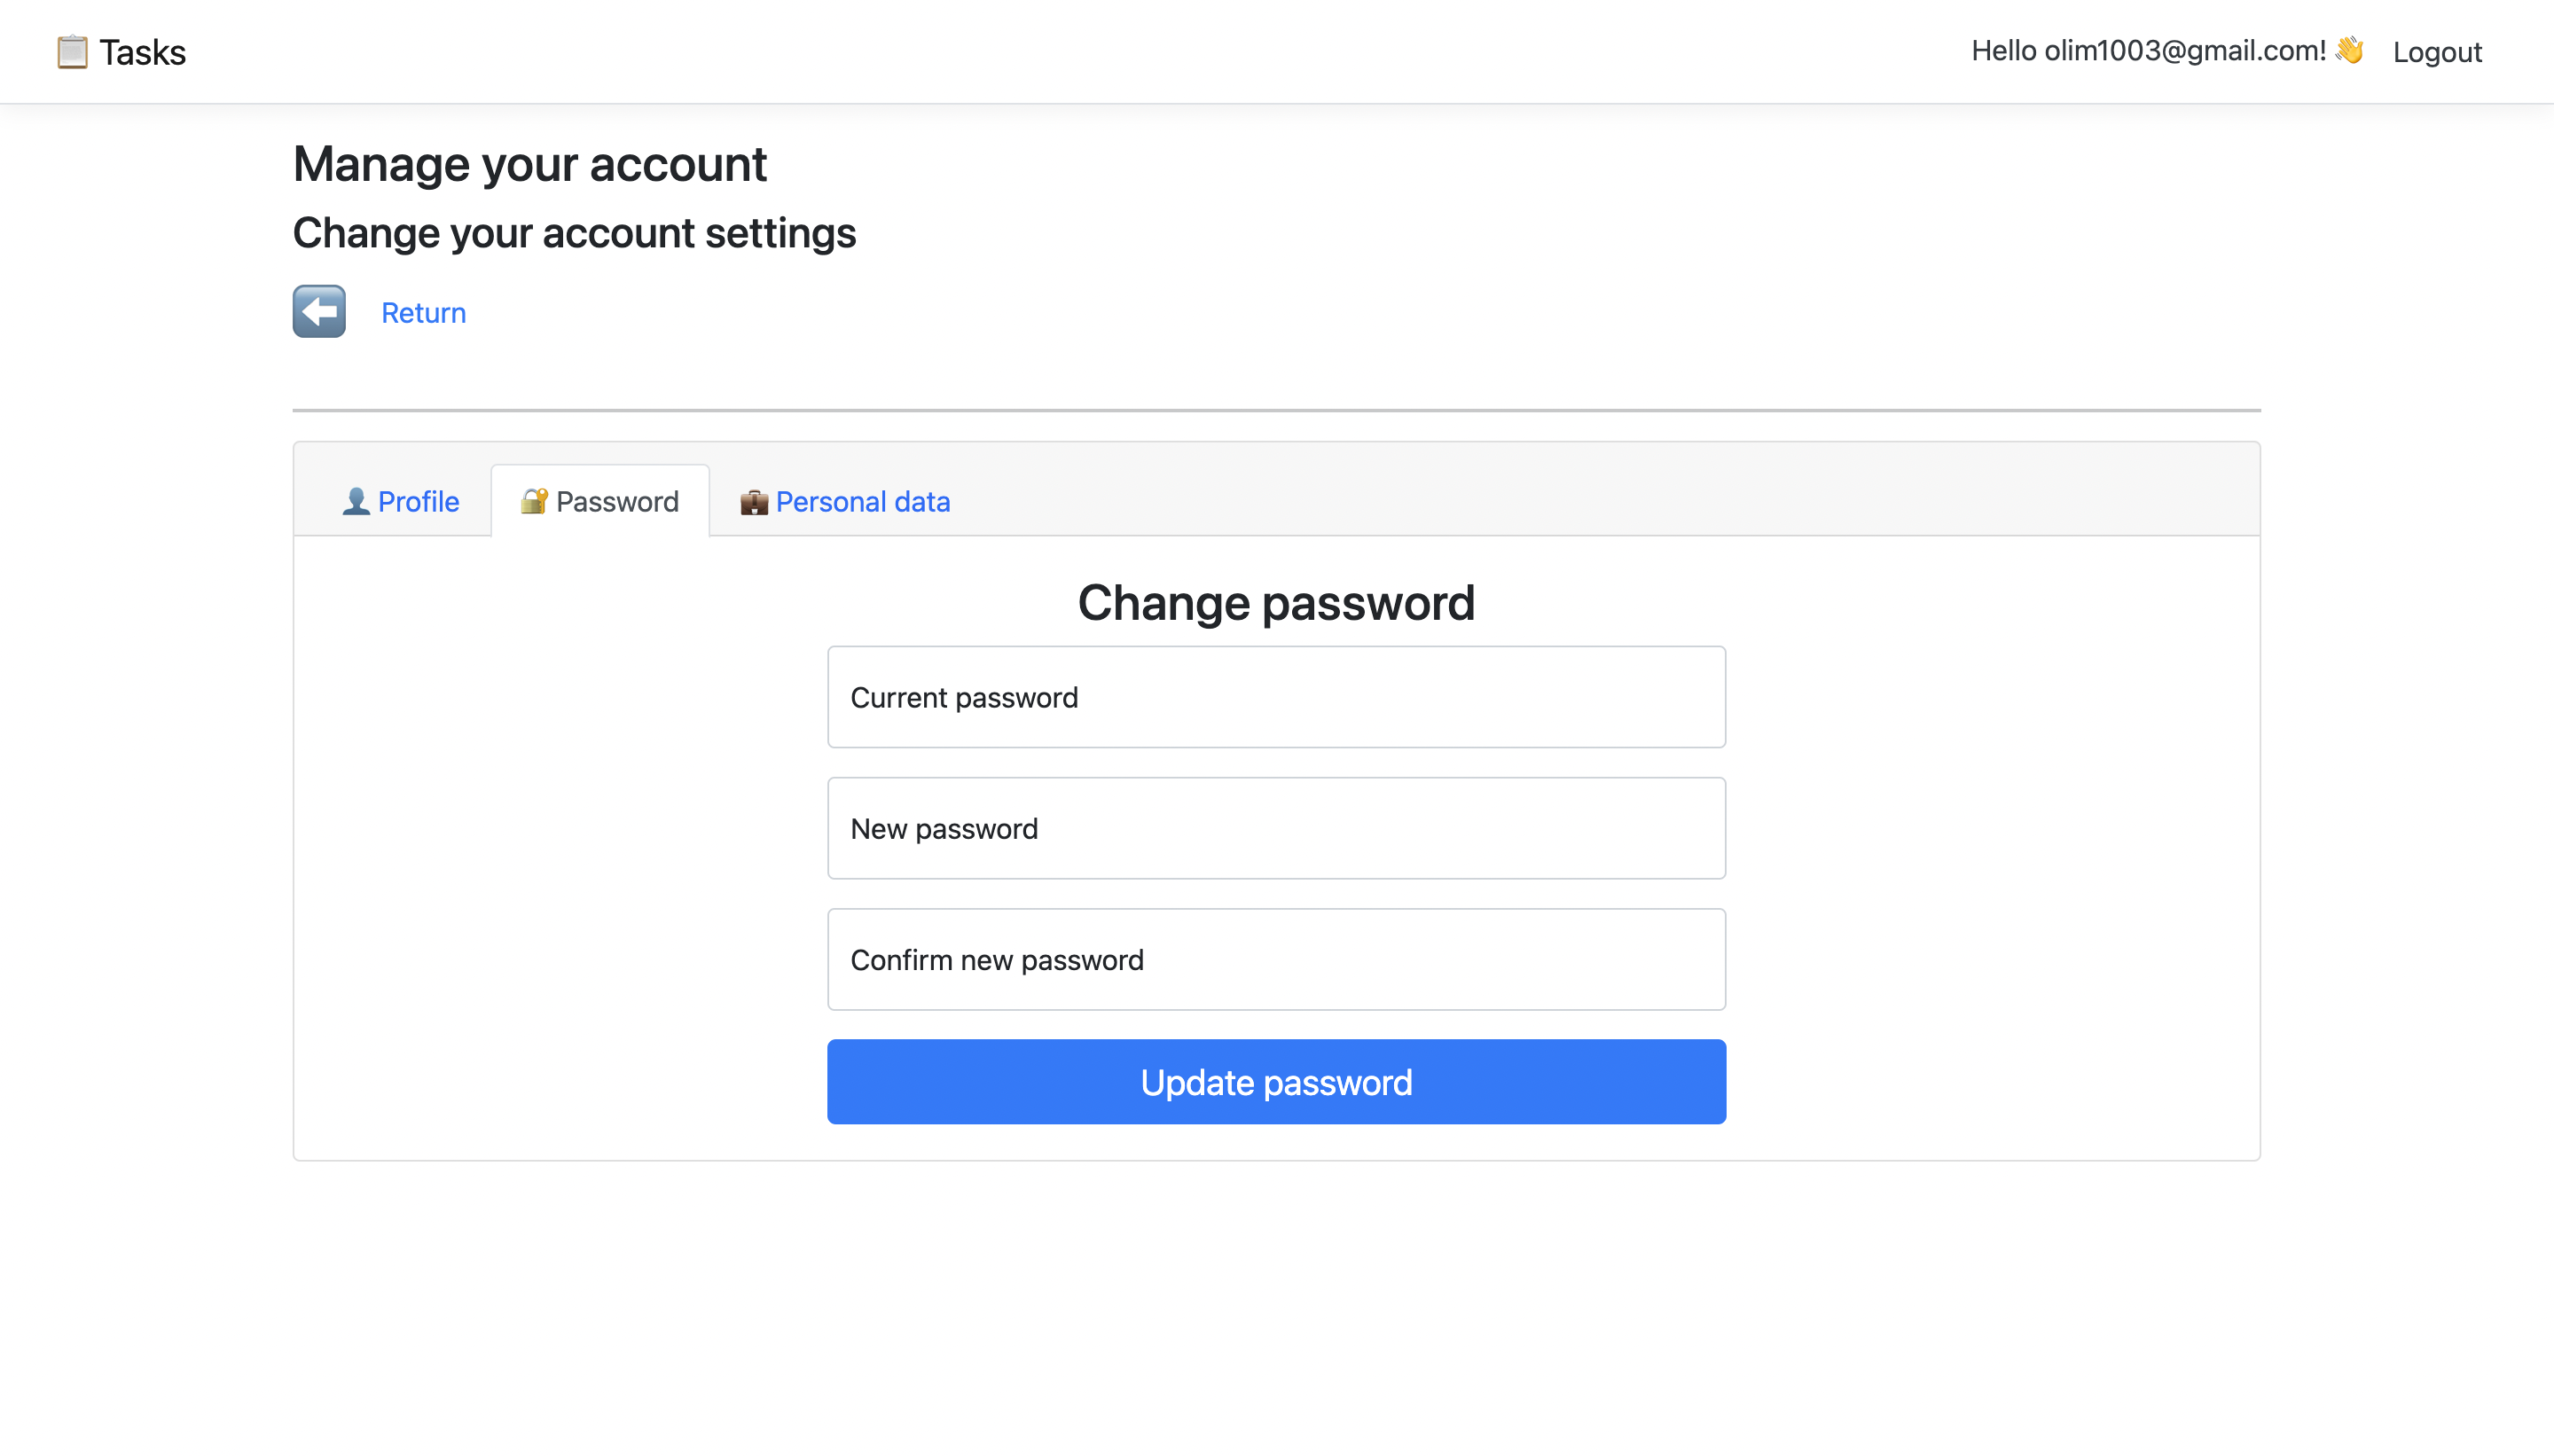 📋 Tasks
Hello olim1003@gmail.com! 👋 Logout
Manage your account
Change your account settings
⬅️ Return
👤 Profile 🔐 Password 💼 Personal data
Change password
Current password
New password
Confirm new password
Update password